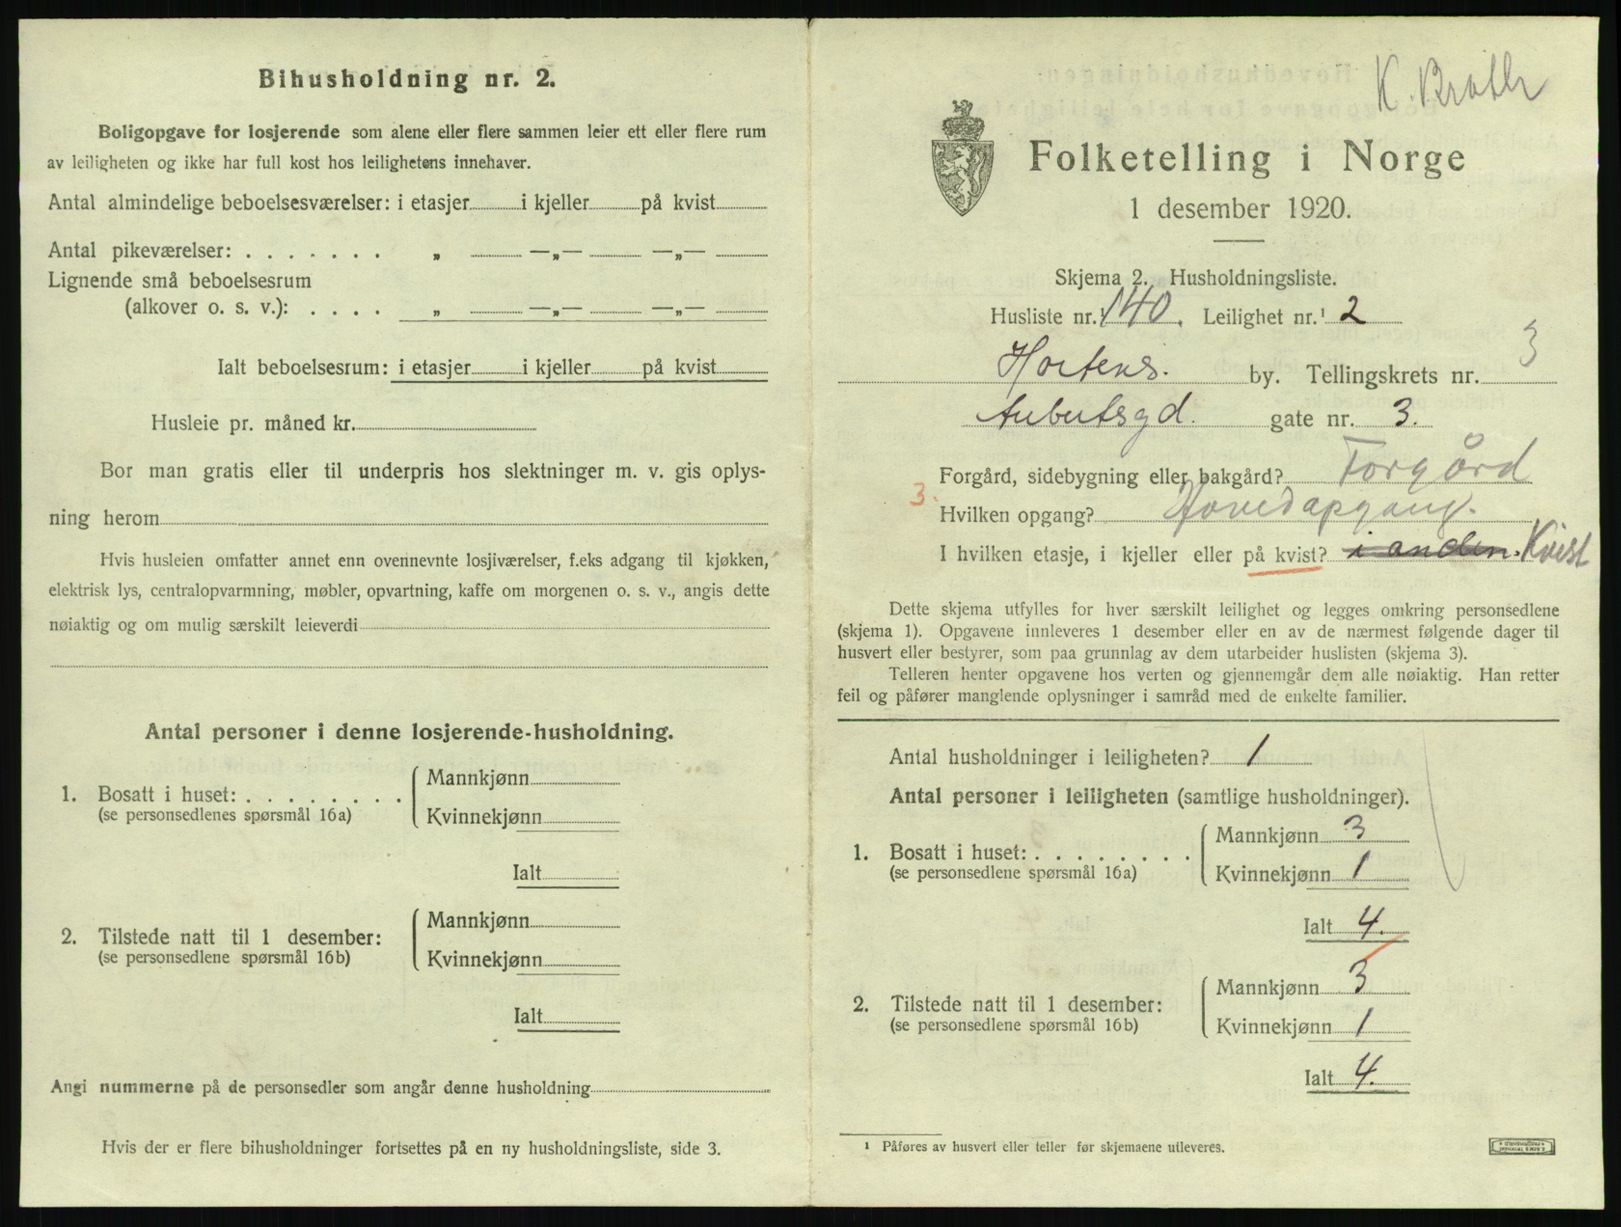 Bihusholdning nr. 2.
Boligopgave for losjerende som alene eller flere sammen leier ett eller flere rum
av leiligheten og ikke har full kost hos leilighetens innehaver.
Antal almindelige beboelsesværelser: i etasjer i kjeller på kvist
Antal pikeværelser: . . . . . . . „ —„— —„—
Lignende små beboelsesrum
(alkover o. s. v.): . . . . „ —„— —„—
Ialt beboelsesrum: i etasjer i kjeller på kvist
Husleie pr. måned kr.
Bor man gratis eller til underpris hos slektninger m. v. gis oplys-
ning herom
Hvis husleien omfatter annet enn ovennevnte losjiværelser, f.eks adgang til kjøkken,
elektrisk lys, centralopvarmning, møbler, opvartning, kaffe om morgenen o. s. v., angis dette
nøiaktig og om mulig særskilt leieverdi
Antal personer i denne losjerende-husholdning.
1. Bosatt i huset: . . . . . . . .
(se personsedlenes spørsmål 16a)
Mannkjønn
Kvinnekjønn
Ialt
2. Tilstede natt til 1 desember:
(se personsedlene spørsmål 16b)
Mannkjønn
Kvinnekjønn
Ialt
Angi nummerne på de personsedler som angår denne husholdning
Hvis der er flere bihusholdninger fortsettes på en ny husholdningsliste, side 3.
K.
Folketelling i Norge
1 desember 1920.
Skjema 2. Husholdningsliste.
Husliste nr. 140. Leilighet nr.¹ 2
Hortens. by. Tellingskrets nr. 3
gate nr. 3.
Forgård, sidebygning eller bakgård? Forgård
3.
Hvilken opgang? Hovedapgang.
I hvilken etasje, i kjeller eller på kvist? i anden. Kvist
Dette skjema utfylles for hver særskilt leilighet og legges omkring personsedlene
(skjema 1). Opgavene innleveres 1 desember eller en av de nærmest følgende dager til
husvert eller bestyrer, som paa grunnlag av dem utarbeider huslisten (skjema 3).
Telleren henter opgavene hos verten og gjennemgår dem alle nøiaktig. Han retter
feil og påfører manglende oplysninger i samråd med de enkelte familier.
Antal husholdninger i leiligheten? 1
Antal personer i leiligheten (samtlige husholdninger).
1. Bosatt i huset: . . . . . . . .
(se personsedlene spørsmål 16a)
Mannkjønn 3
Kvinnekjønn 1
Ialt 4.
2. Tilstede natt til 1 desember:
(se personsedlene spørsmål 16b)
Mannkjønn 3
Kvinnekjønn 1
Ialt 4.
¹ Påføres av husvert eller teller før skjemaene utleveres.